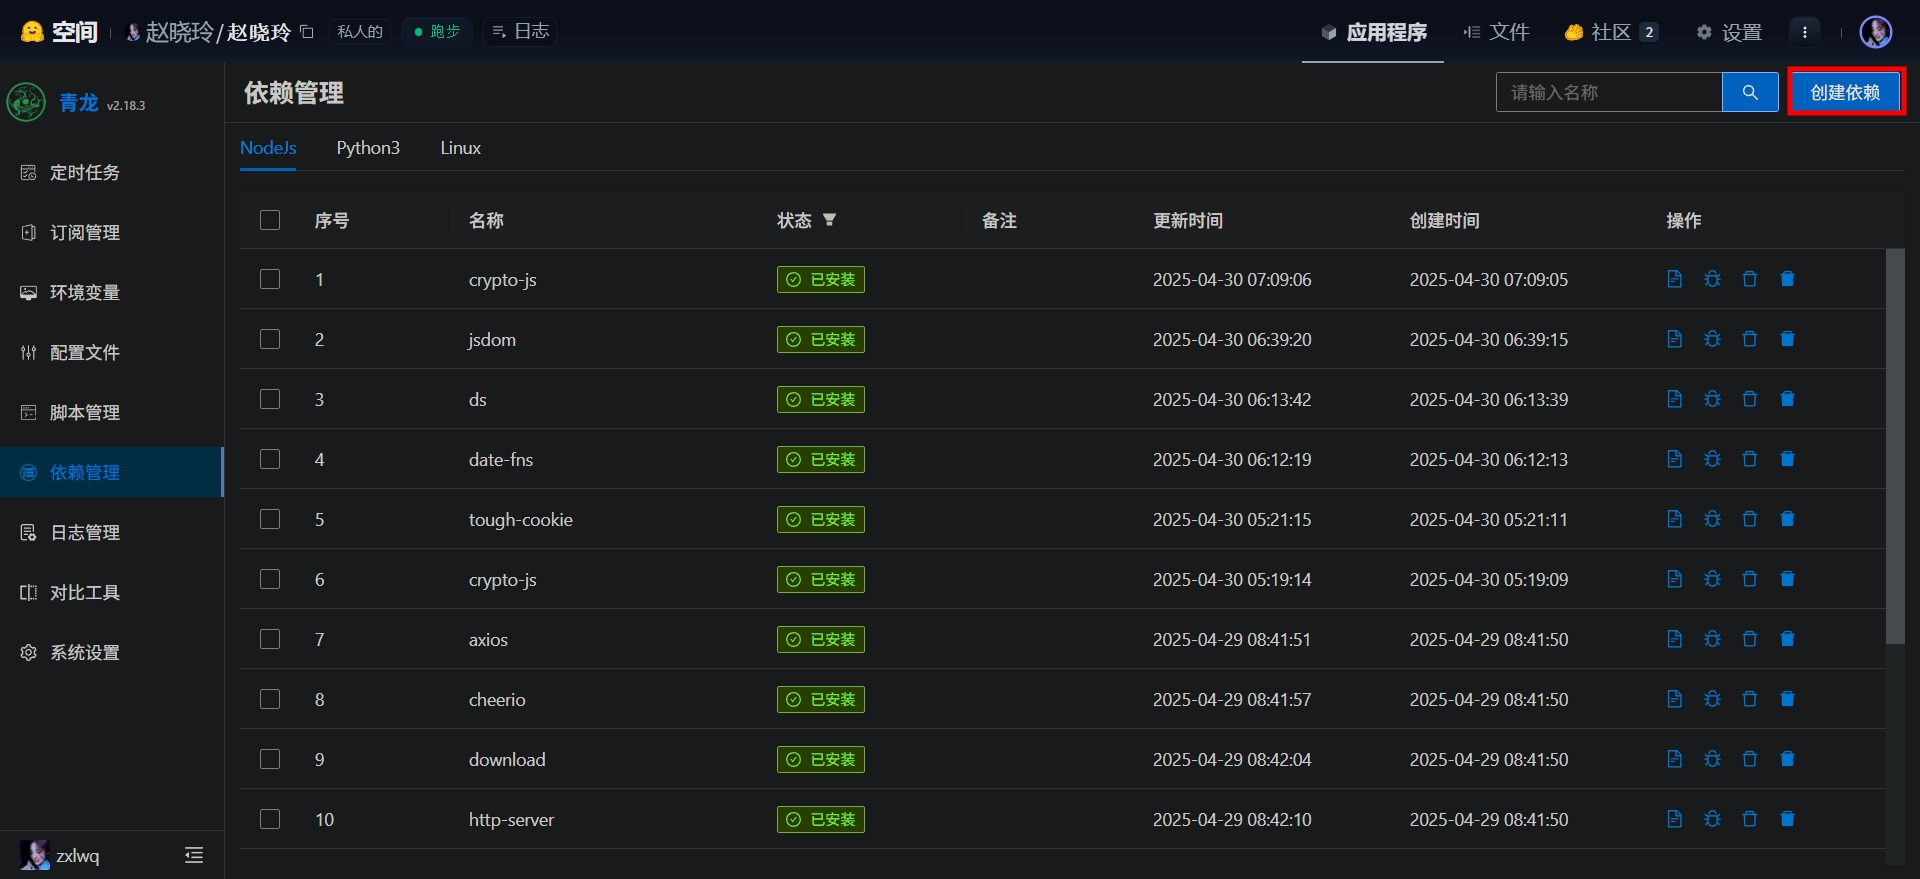 空间 赵晓玲/赵晓玲 私人的 跑步 日志 应用程序 文件 社区 2 设置
青龙 v2.18.3
依赖管理 请输入名称 创建依赖
NodeJs Python3 Linux
定时任务
订阅管理
环境变量
配置文件
脚本管理
依赖管理
日志管理
对比工具
系统设置
zxlwq
序号 名称 状态 备注 更新时间 创建时间 操作
1 crypto-js 已安装 2025-04-30 07:09:06 2025-04-30 07:09:05
2 jsdom 已安装 2025-04-30 06:39:20 2025-04-30 06:39:15
3 ds 已安装 2025-04-30 06:13:42 2025-04-30 06:13:39
4 date-fns 已安装 2025-04-30 06:12:19 2025-04-30 06:12:13
5 tough-cookie 已安装 2025-04-30 05:21:15 2025-04-30 05:21:11
6 crypto-js 已安装 2025-04-30 05:19:14 2025-04-30 05:19:09
7 axios 已安装 2025-04-29 08:41:51 2025-04-29 08:41:50
8 cheerio 已安装 2025-04-29 08:41:57 2025-04-29 08:41:50
9 download 已安装 2025-04-29 08:42:04 2025-04-29 08:41:50
10 http-server 已安装 2025-04-29 08:42:10 2025-04-29 08:41:50